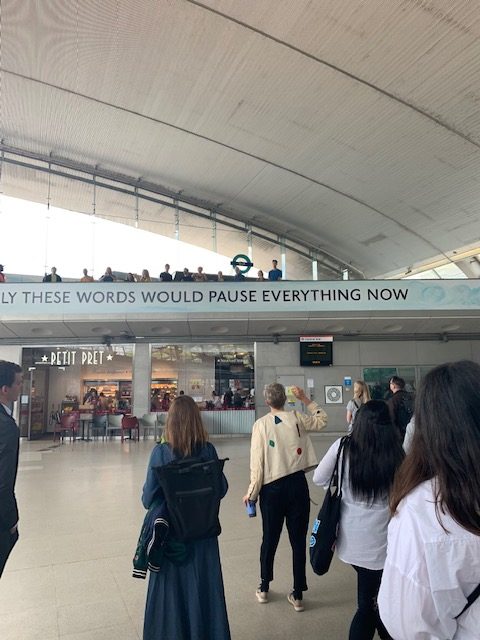 LY THESE WORDS WOULD PAUSE EVERYTHING NOW
★ PETIT PRET ★